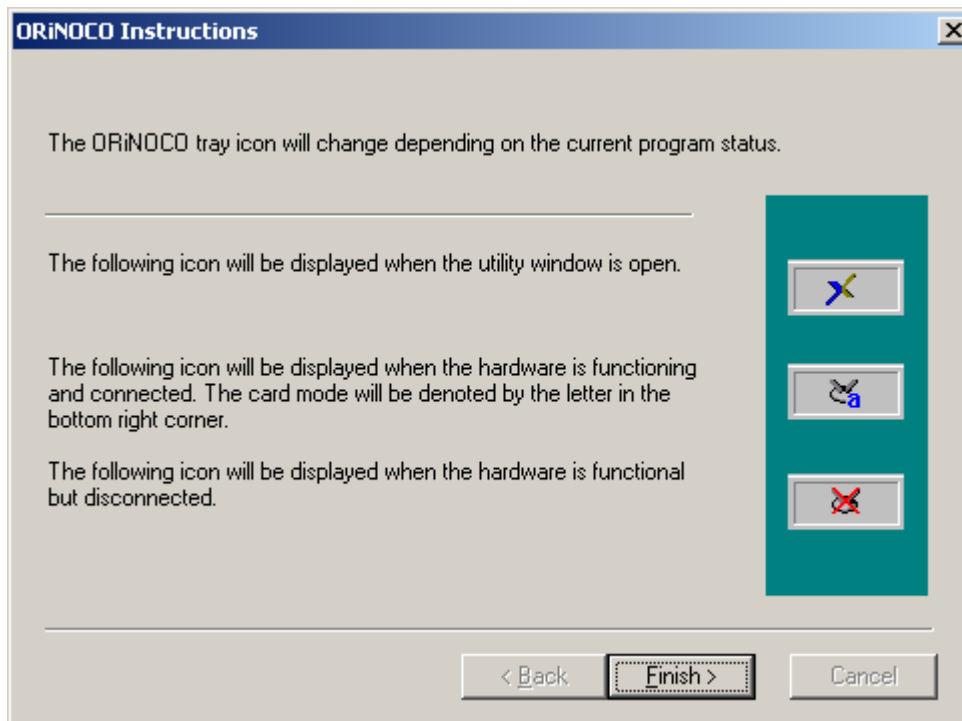 ORiNOCO Instructions
The ORiNOCO tray icon will change depending on the current program status.
The following icon will be displayed when the utility window is open.
The following icon will be displayed when the hardware is functioning
and connected. The card mode will be denoted by the letter in the
bottom right corner.
a
The following icon will be displayed when the hardware is functional
but disconnected.
< Back
Finish >
Cancel